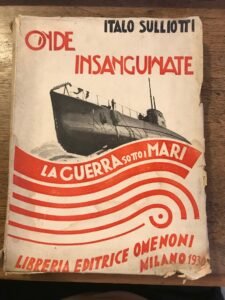 ITALO SULLIOTTI
ONDE
INSANGUINATE
LA GUERRA SOTTO I MARI
LIBRERIA EDITRICE OMENONI
MILANO 1930